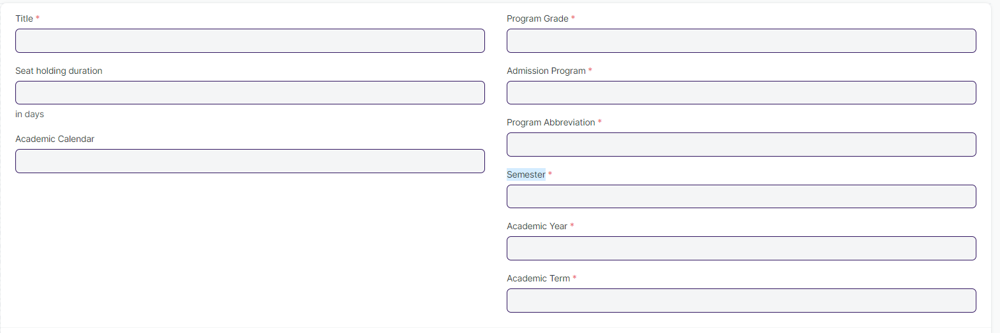 Title *
Seat holding duration
in days
Academic Calendar
Program Grade *
Admission Program *
Program Abbreviation *
Semester *
Academic Year *
Academic Term *